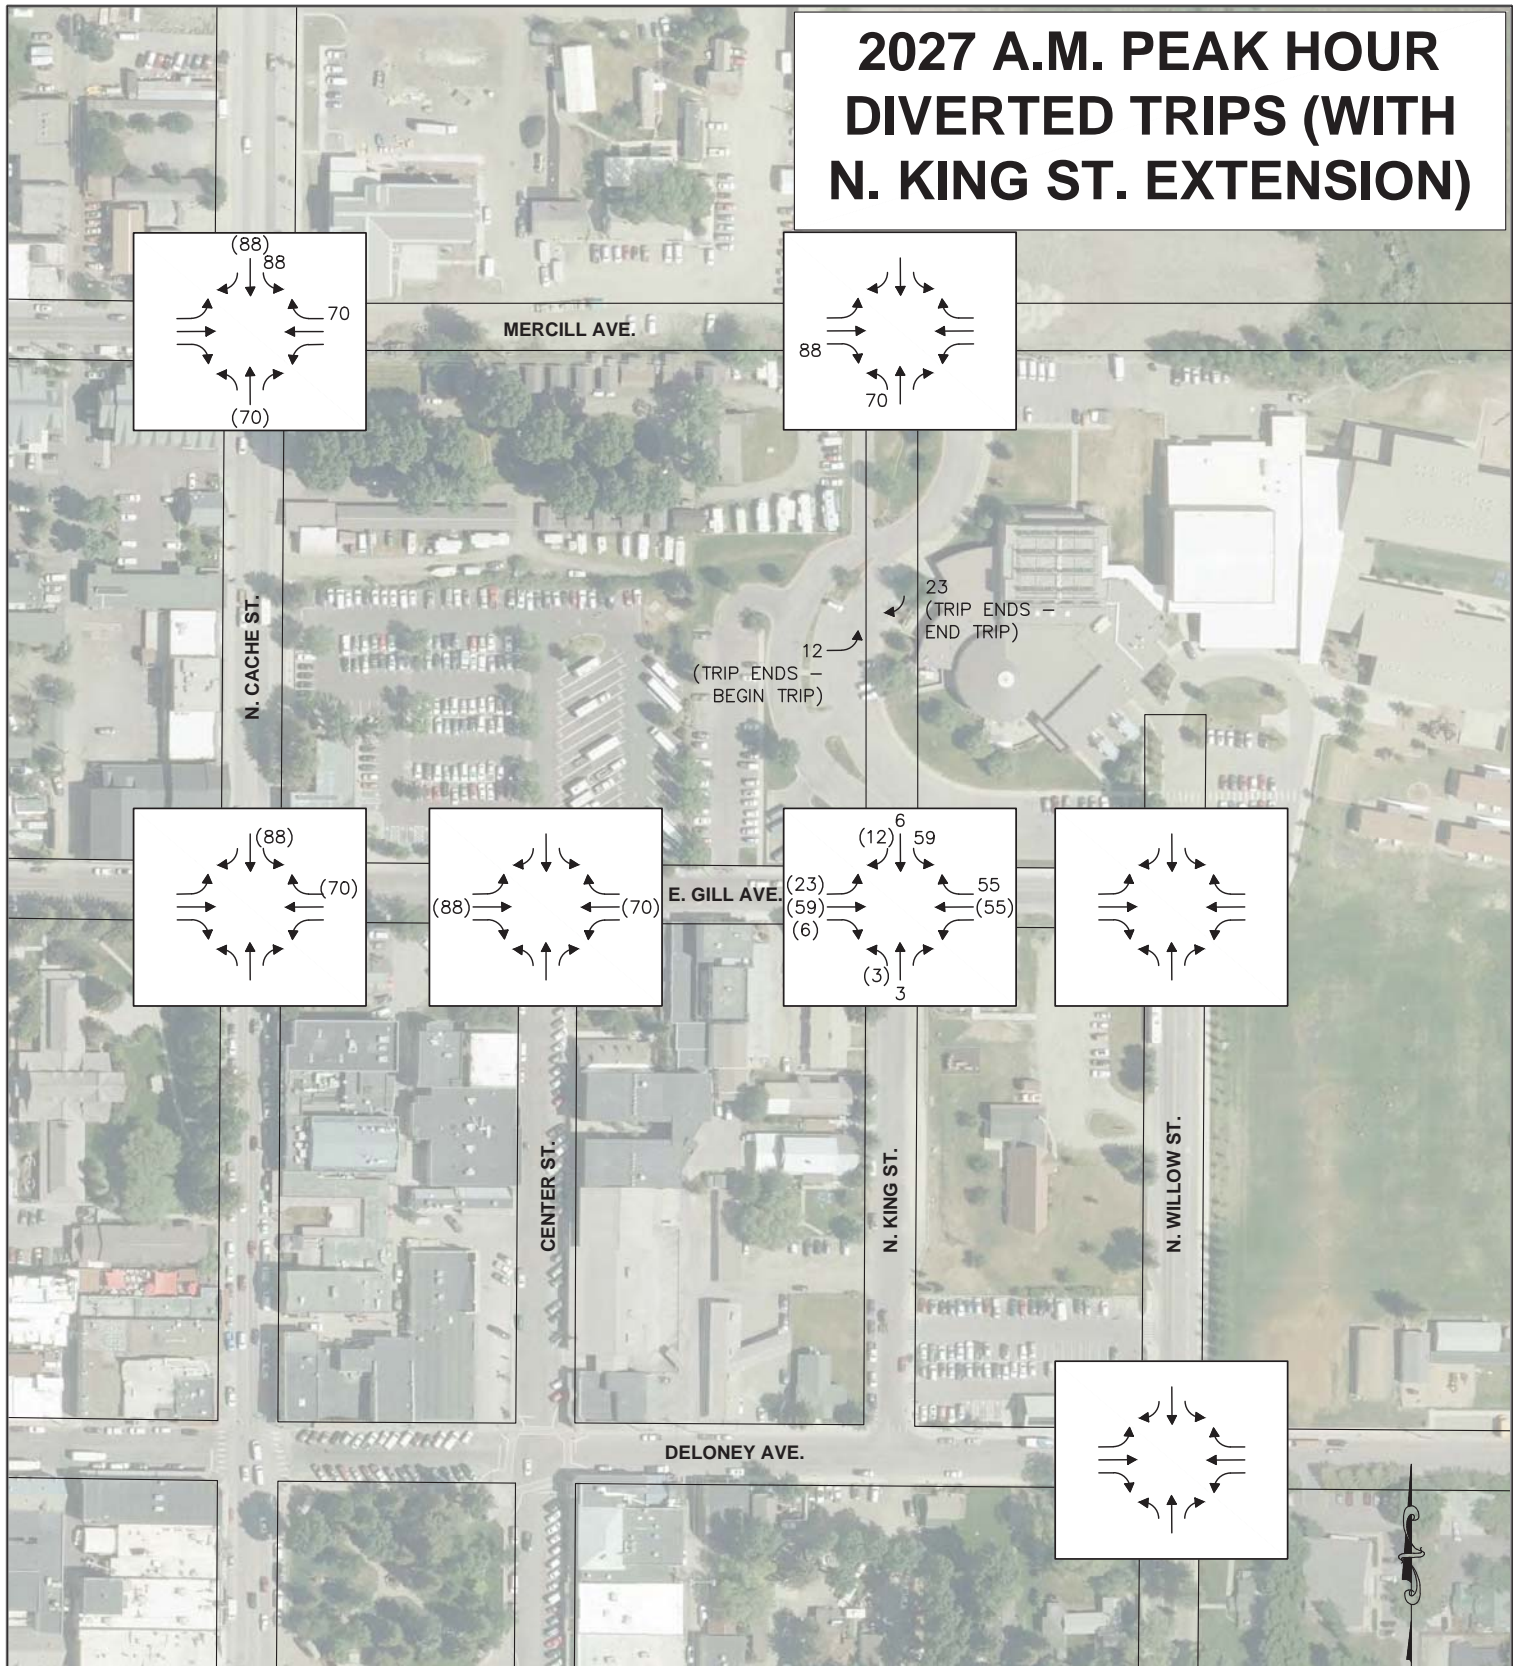 2027 A.M. PEAK HOUR
DIVERTED TRIPS (WITH
N. KING ST. EXTENSION)
(88)
88
70
(70)
MERCILL AVE.
88
70
N. CACHE ST.
23
(TRIP ENDS –
END TRIP)
12
(TRIP ENDS –
BEGIN TRIP)
(88)
(70)
(88)
(70)
E. GILL AVE.
6
(12)
59
(23)
(59)
(6)
55
(55)
(3)
3
CENTER ST.
N. KING ST.
N. WILLOW ST.
DELONEY AVE.